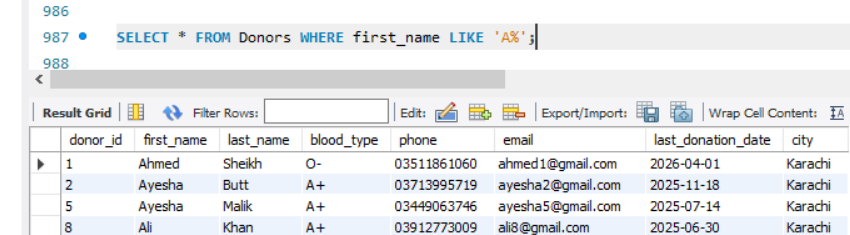 986
987 SELECT * FROM Donors WHERE first_name LIKE 'A%';
988
Result Grid Filter Rows: Edit: Export/Import: Wrap Cell Content: IA
donor_id first_name last_name blood_type phone email last_donation_date city
1 Ahmed Sheikh O- 03511861060 ahmed1@gmail.com 2026-04-01 Karachi
2 Ayesha Butt A+ 03713995719 ayesha2@gmail.com 2025-11-18 Karachi
5 Ayesha Malik A+ 03449063746 ayesha5@gmail.com 2025-07-14 Karachi
8 Ali Khan A+ 03912773009 ali8@gmail.com 2025-06-30 Karachi